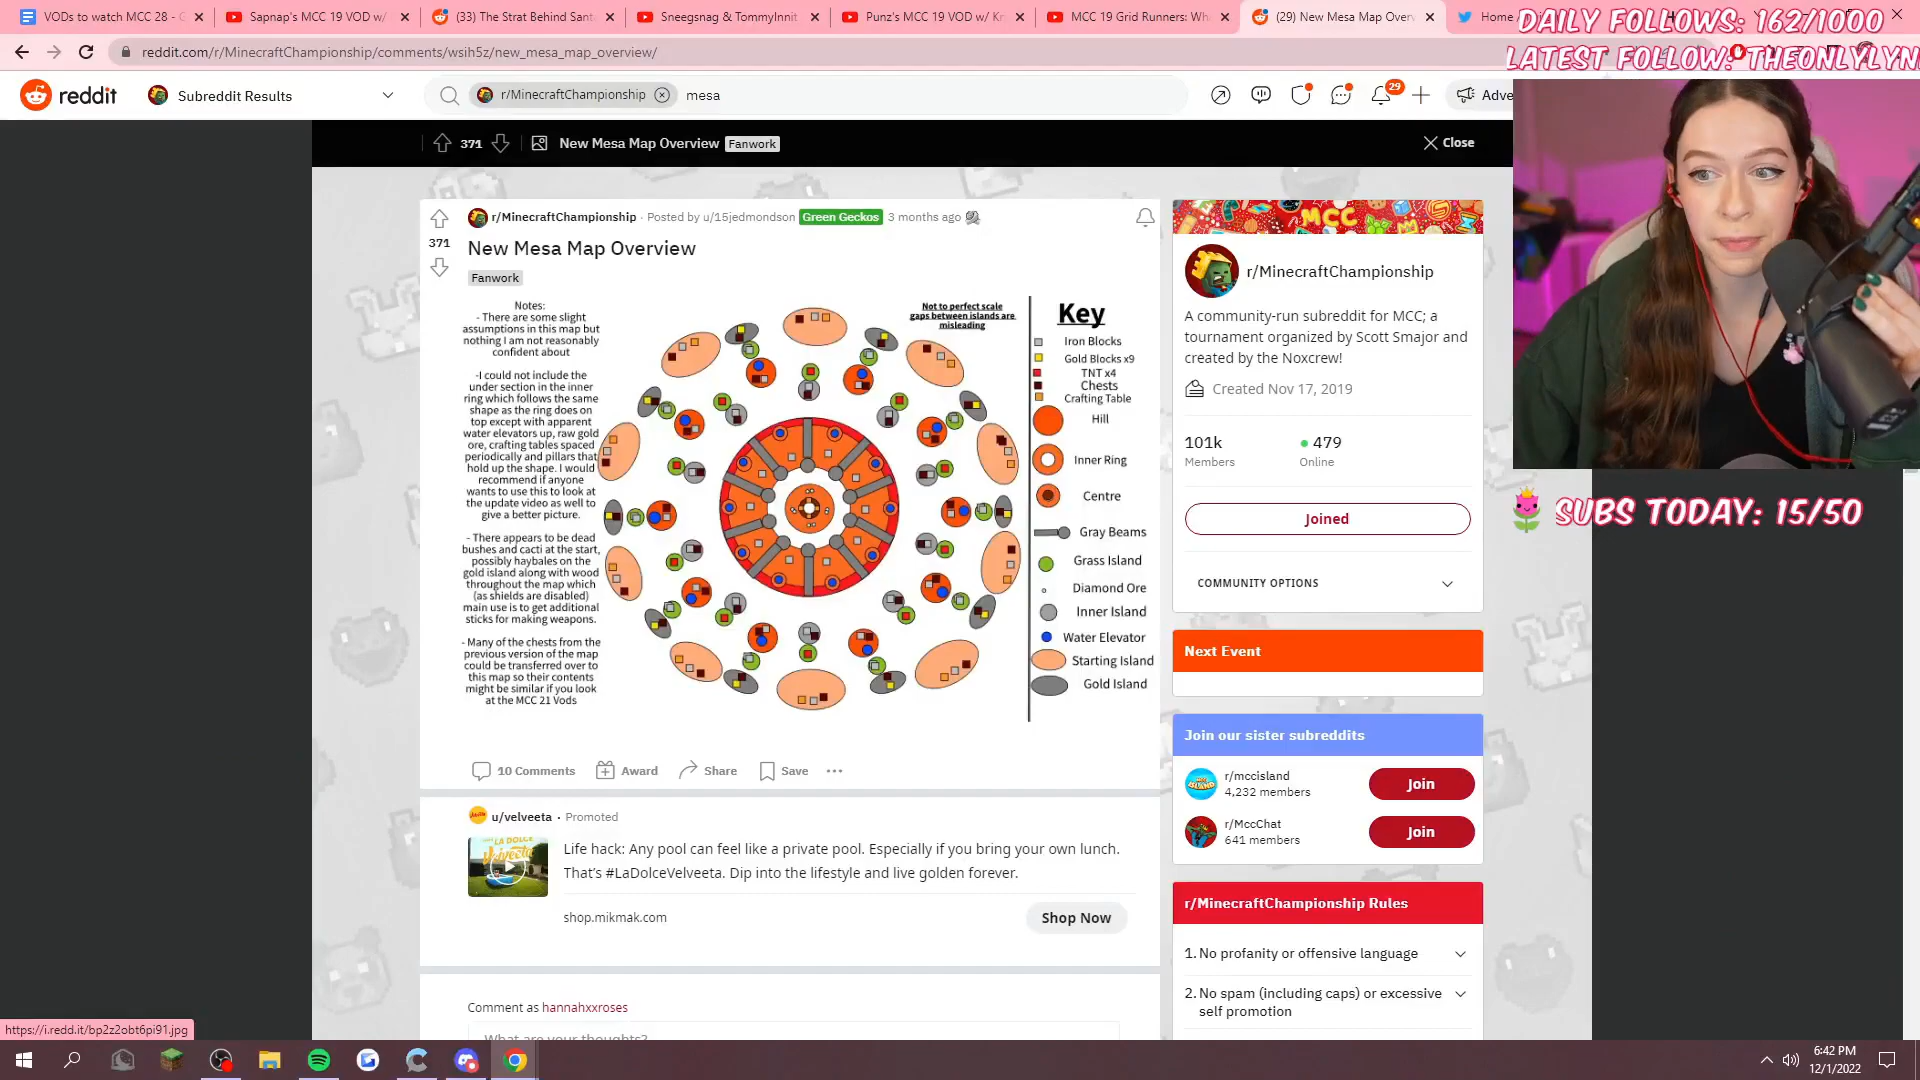 VODs to watch MCC 28 - G
Sapnap's MCC 19 VOD w/
(33) The Strat Behind Sant
Sneegsnag & TommyInnit
Punz's MCC 19 VOD w/ Kr
MCC 19 Grid Runners: Wh
(29) New Mesa Map Overv
Home /
DAILY FOLLOWS: 162/1000
LATEST FOLLOW: THEONLYLYN
reddit.com/r/MinecraftChampionship/comments/wsih5z/new_mesa_map_overview/
reddit
Subreddit Results
r/MinecraftChampionship
mesa
29
Adve
371
New Mesa Map Overview
Fanwork
Close
r/MinecraftChampionship · Posted by u/15jedmondson Green Geckos 3 months ago
371
New Mesa Map Overview
Fanwork
Notes:
- There are some slight
assumptions in this map but
nothing I am not reasonably
confident about
-I could not include the
under section in the inner
ring which follows the same
shape as the ring does on
top except with apparent
water elevators up, raw gold
ore, crafting tables spaced
periodically and pillars that
hold up the shape. I would
recommend if anyone
wants to use this to look at
the update video as well to
give a better picture.
- There appears to be dead
bushes and cacti at the start,
possibly haybales on the
gold island along with wood
throughout the map which
(as shields are disabled)
main use is to get additional
sticks for making weapons.
- Many of the chests from the
previous version of the map
could be transferred over to
this map so their contents
might be similar if you look
at the MCC 21 Vods
Not to perfect scale
gaps between islands are
misleading
Key
Iron Blocks
Gold Blocks x9
TNT x4
Chests
Crafting Table
Hill
Inner Ring
Centre
Gray Beams
Grass Island
Diamond Ore
Inner Island
Water Elevator
Starting Island
Gold Island
10 Comments
Award
Share
Save
u/velveeta · Promoted
LA DOLCE
Velveeta
Life hack: Any pool can feel like a private pool. Especially if you bring your own lunch.
That's #LaDolceVelveeta. Dip into the lifestyle and live golden forever.
shop.mikmak.com
Shop Now
Comment as hannahxxroses
What are your thoughts?
MCC
r/MinecraftChampionship
A community-run subreddit for MCC; a
tournament organized by Scott Smajor and
created by the Noxcrew!
Created Nov 17, 2019
101k
Members
479
Online
Joined
COMMUNITY OPTIONS
Next Event
Join our sister subreddits
r/mccisland
4,232 members
Join
r/MccChat
641 members
Join
r/MinecraftChampionship Rules
1. No profanity or offensive language
2. No spam (including caps) or excessive
self promotion
SUBS TODAY: 15/50
https://i.redd.it/bp2z2obt6pi91.jpg
6:42 PM
12/1/2022